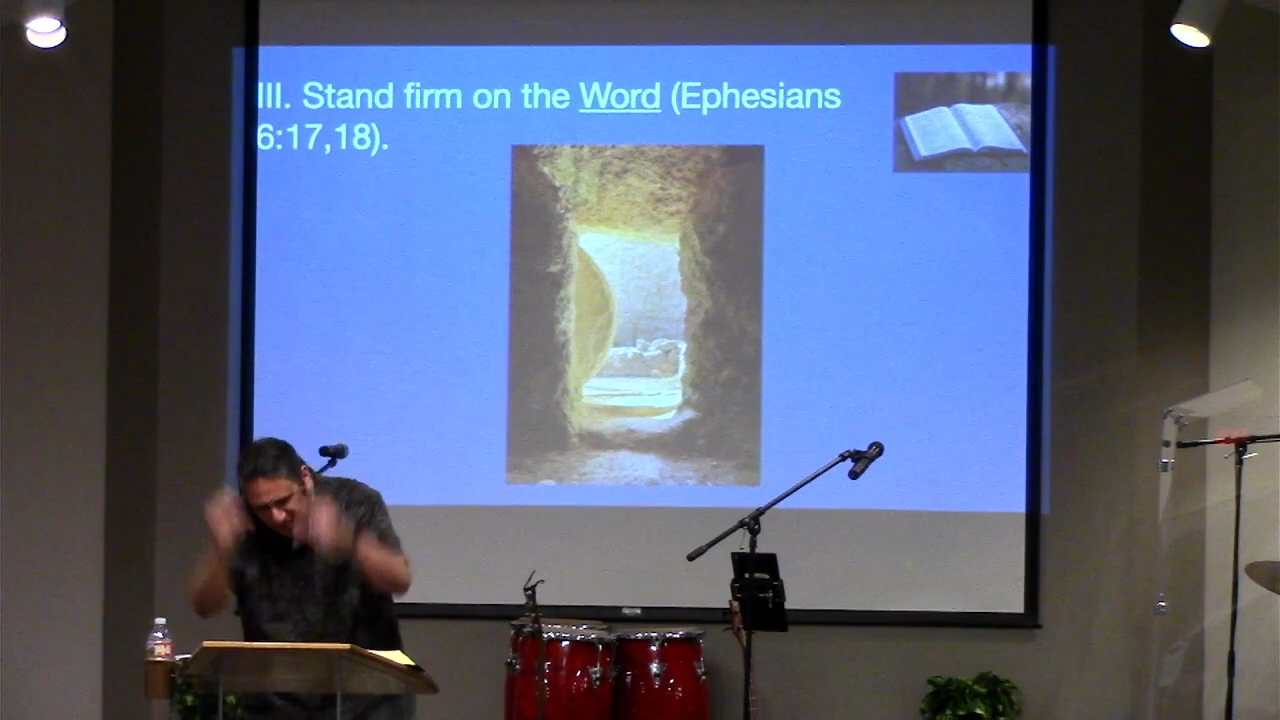 III. Stand firm on the Word (Ephesians
6:17,18).